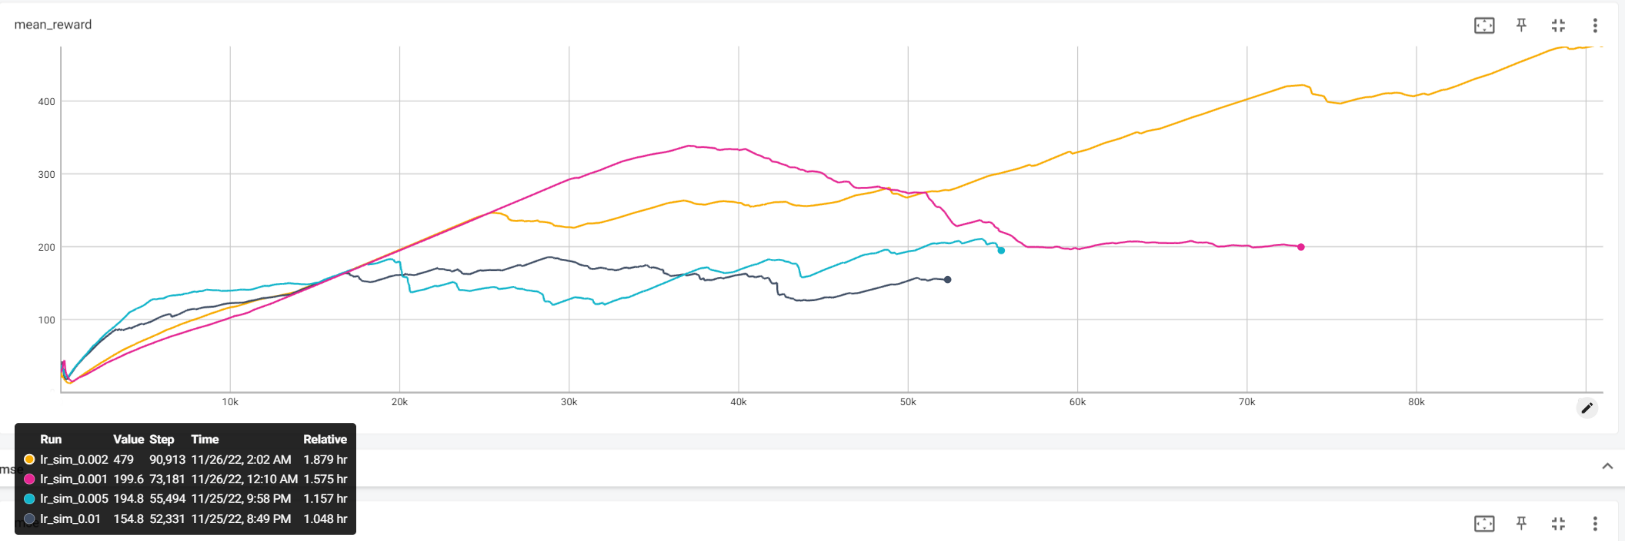 mean_reward
400
300
200
100
10k 20k 30k 40k 50k 60k 70k 80k
Run Value Step Time Relative
lr_sim_0.002 479 90,913 11/26/22, 2:02 AM 1.879 hr
lr_sim_0.001 199.6 73,181 11/26/22, 12:10 AM 1.575 hr
lr_sim_0.005 194.8 55,494 11/25/22, 9:58 PM 1.157 hr
lr_sim_0.01 154.8 52,331 11/25/22, 8:49 PM 1.048 hr